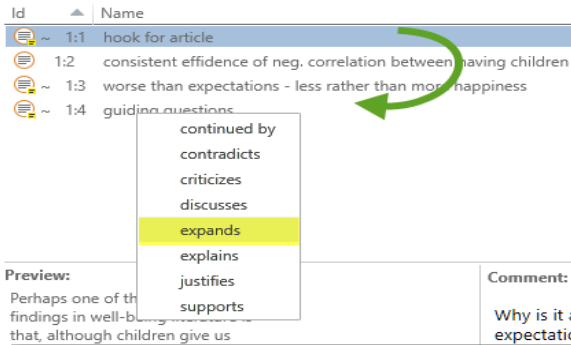 Id Name
~ 1:1 hook for article
1:2 consistent effidence of neg. correlation between having children
~ 1:3 worse than expectations - less rather than more happiness
~ 1:4 guiding questions
continued by
contradicts
criticizes
discusses
expands
explains
justifies
supports
Preview:
Perhaps one of th
findings in well-b
that, although children give us
Comment:
Why is it
expectatio